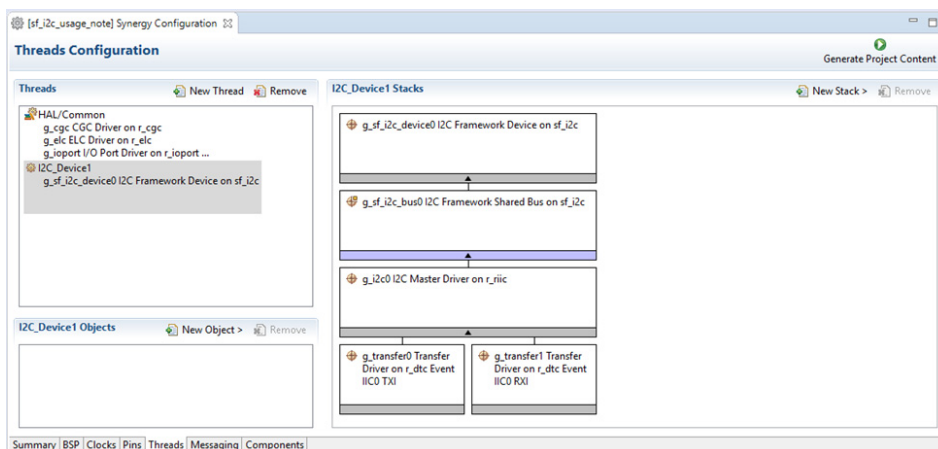 [sf_i2c_usage_note] Synergy Configuration
Threads Configuration
Generate Project Content
Threads
New Thread
Remove
HAL/Common
g_cgc CGC Driver on r_cgc
g_elc ELC Driver on r_elc
g_ioport I/O Port Driver on r_ioport ...
I2C_Device1
g_sf_i2c_device0 I2C Framework Device on sf_i2c
I2C_Device1 Objects
New Object >
Remove
I2C_Device1 Stacks
New Stack >
Remove
g_sf_i2c_device0 I2C Framework Device on sf_i2c
g_sf_i2c_bus0 I2C Framework Shared Bus on sf_i2c
g_i2c0 I2C Master Driver on r_riic
g_transfer0 Transfer
Driver on r_dtc Event
IIC0 TXI
g_transfer1 Transfer
Driver on r_dtc Event
IIC0 RXI
Summary BSP Clocks Pins Threads Messaging Components